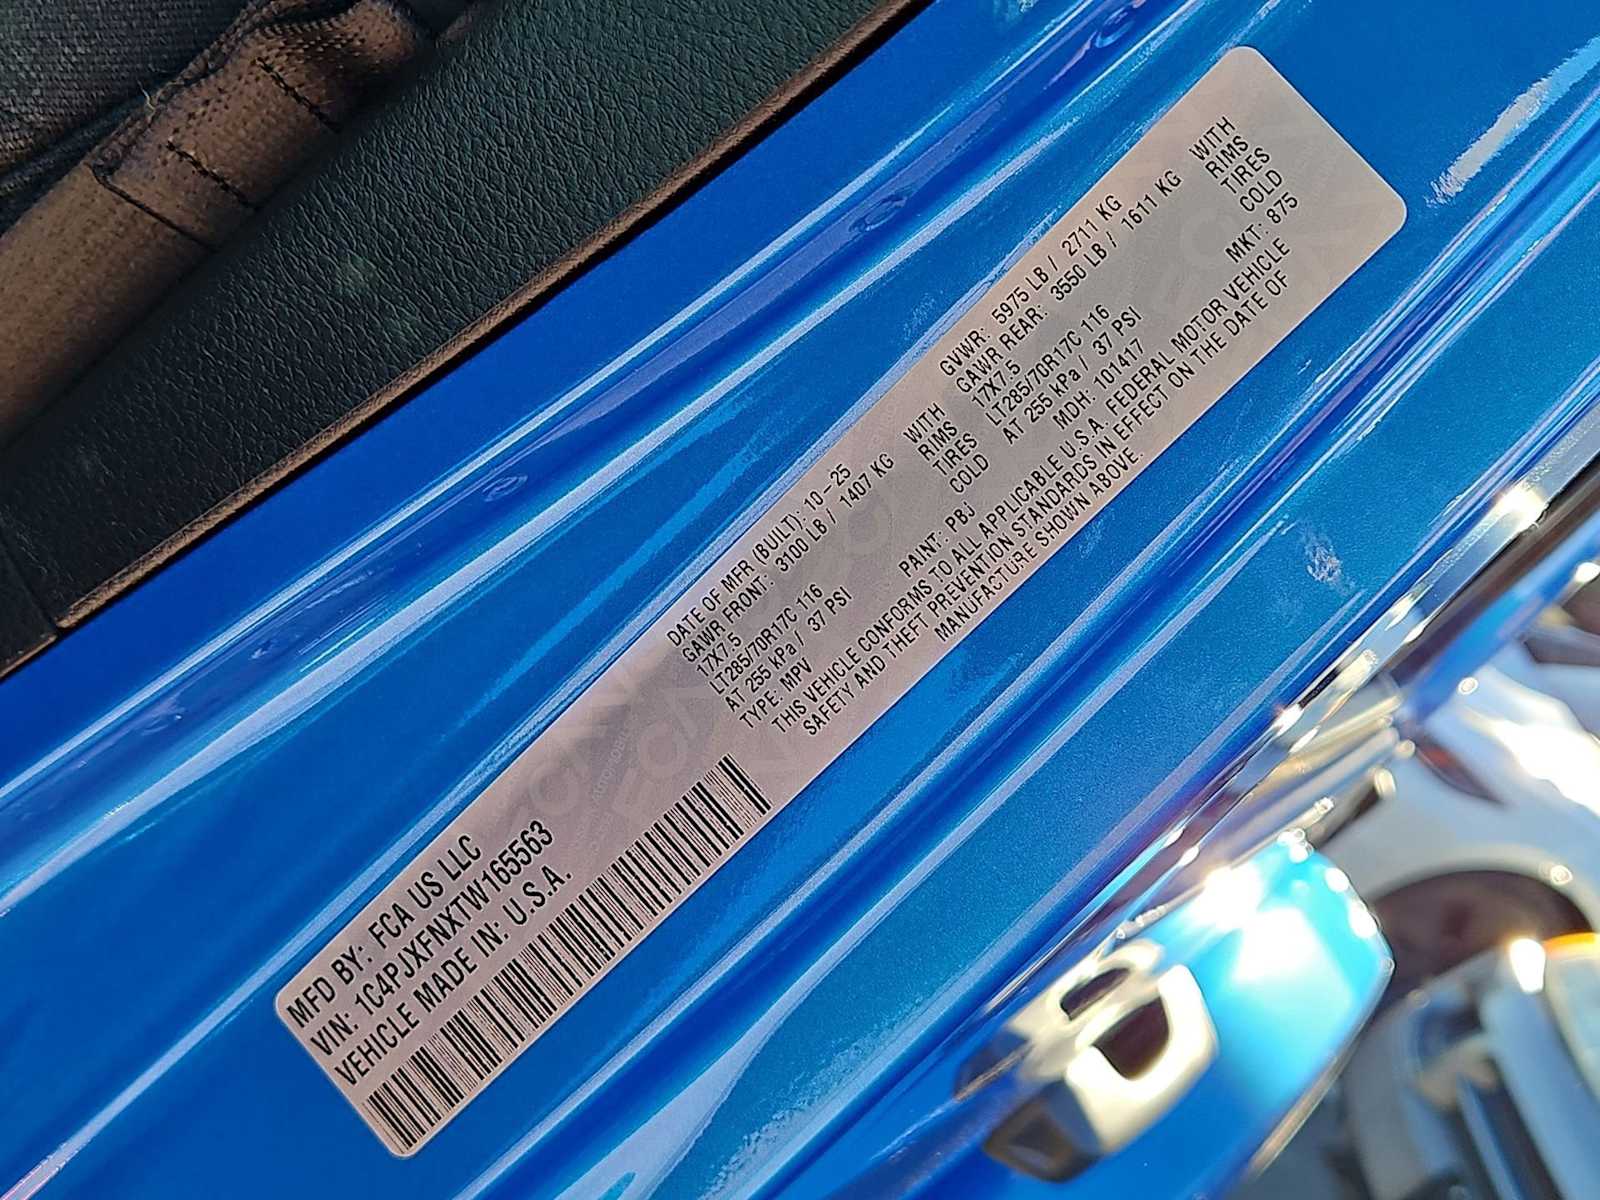 MFD BY: FCA US LLC
VIN: 1C4PJXFNXTW165563
VEHICLE MADE IN: U.S.A.
DATE OF MFR (BUILT): 10-25 GVWR: 5975 LB / 2711 KG
GAWR FRONT: 3100 LB / 1407 KG WITH GAWR REAR: 3550 LB / 1611 KG WITH
17X7.5 RIMS 17X7.5 RIMS
LT285/70R17C 116 TIRES LT285/70R17C 116 TIRES
AT 255 kPa / 37 PSI COLD AT 255 kPa / 37 PSI COLD
TYPE: MPV PAINT: PBJ MDH: 101417 MKT: 875
THIS VEHICLE CONFORMS TO ALL APPLICABLE U.S.A. FEDERAL MOTOR VEHICLE
SAFETY AND THEFT PREVENTION STANDARDS IN EFFECT ON THE DATE OF
MANUFACTURE SHOWN ABOVE.